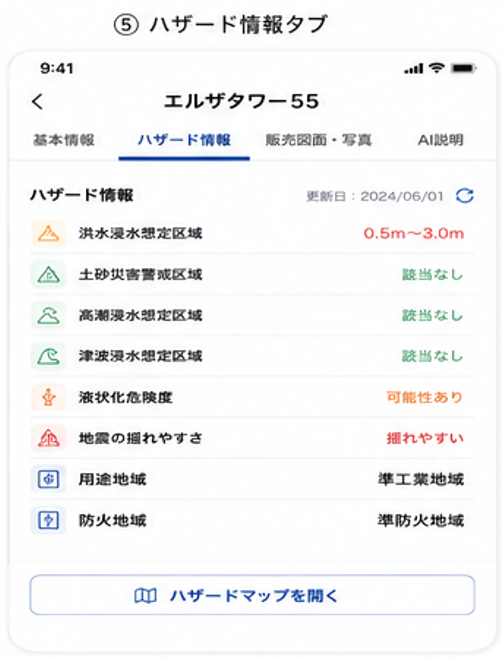 ⑤ ハザード情報タブ
9:41
エルザタワー55
基本情報 ハザード情報 販売図面・写真 AI説明
ハザード情報 更新日：2024/06/01
洪水浸水想定区域 0.5m〜3.0m
土砂災害警戒区域 該当なし
高潮浸水想定区域 該当なし
津波浸水想定区域 該当なし
液状化危険度 可能性あり
地震の揺れやすさ 揺れやすい
用途地域 準工業地域
防火地域 準防火地域
ハザードマップを開く